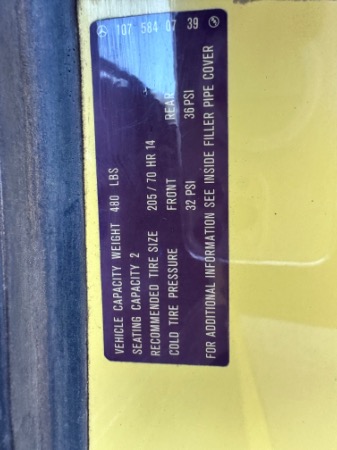 107 584 07 39
VEHICLE CAPACITY WEIGHT 480 LBS
SEATING CAPACITY 2
RECOMMENDED TIRE SIZE 205/70 HR 14
COLD TIRE PRESSURE FRONT REAR
32 PSI 36 PSI
FOR ADDITIONAL INFORMATION SEE INSIDE FILLER PIPE COVER